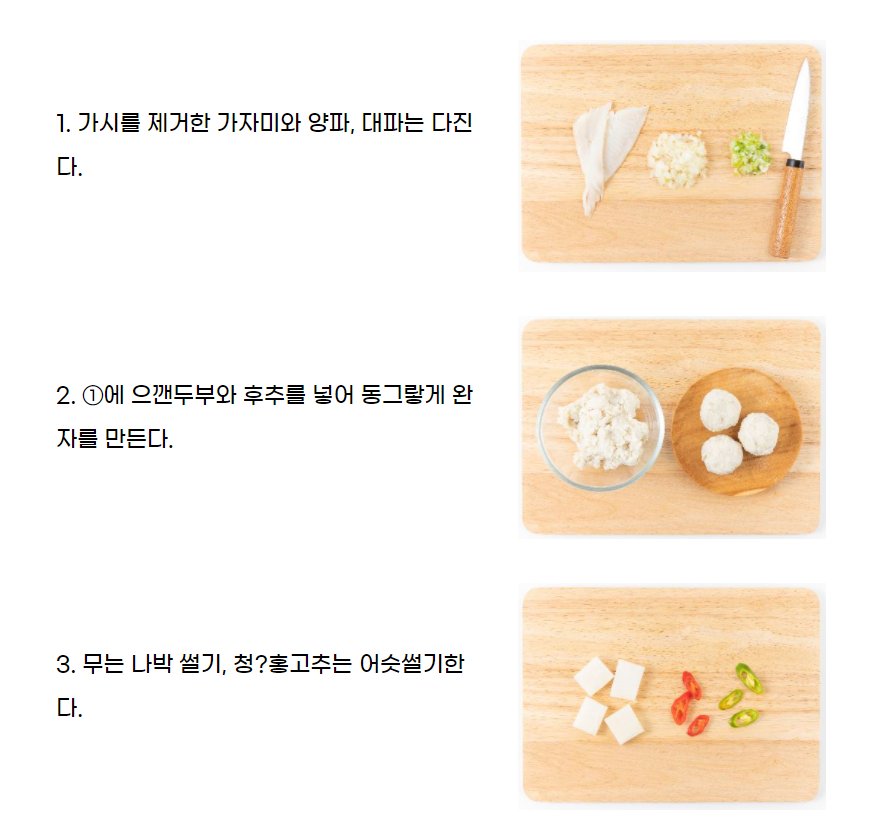 1. 가시를 제거한 가자미와 양파, 대파는 다진
다.
2. ①에 으깬두부와 후추를 넣어 동그랗게 완
자를 만든다.
3. 무는 나박 썰기, 청?홍고추는 어슷썰기한
다.